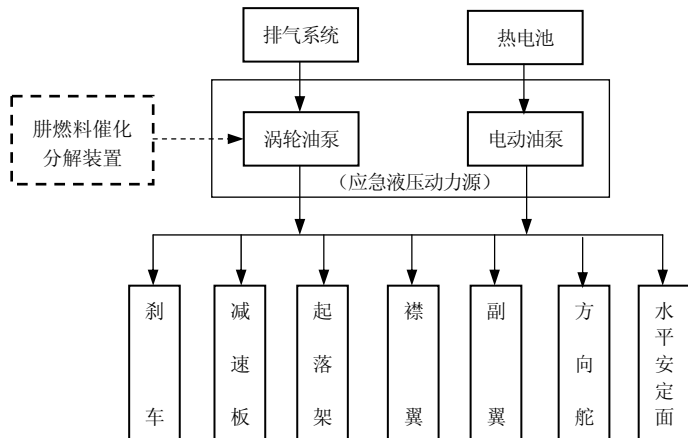 排气系统
热电池
肼燃料催化
分解装置
涡轮油泵
电动油泵
（应急液压动力源）
刹车
减速板
起落架
襟翼
副翼
方向舵
水平安定面